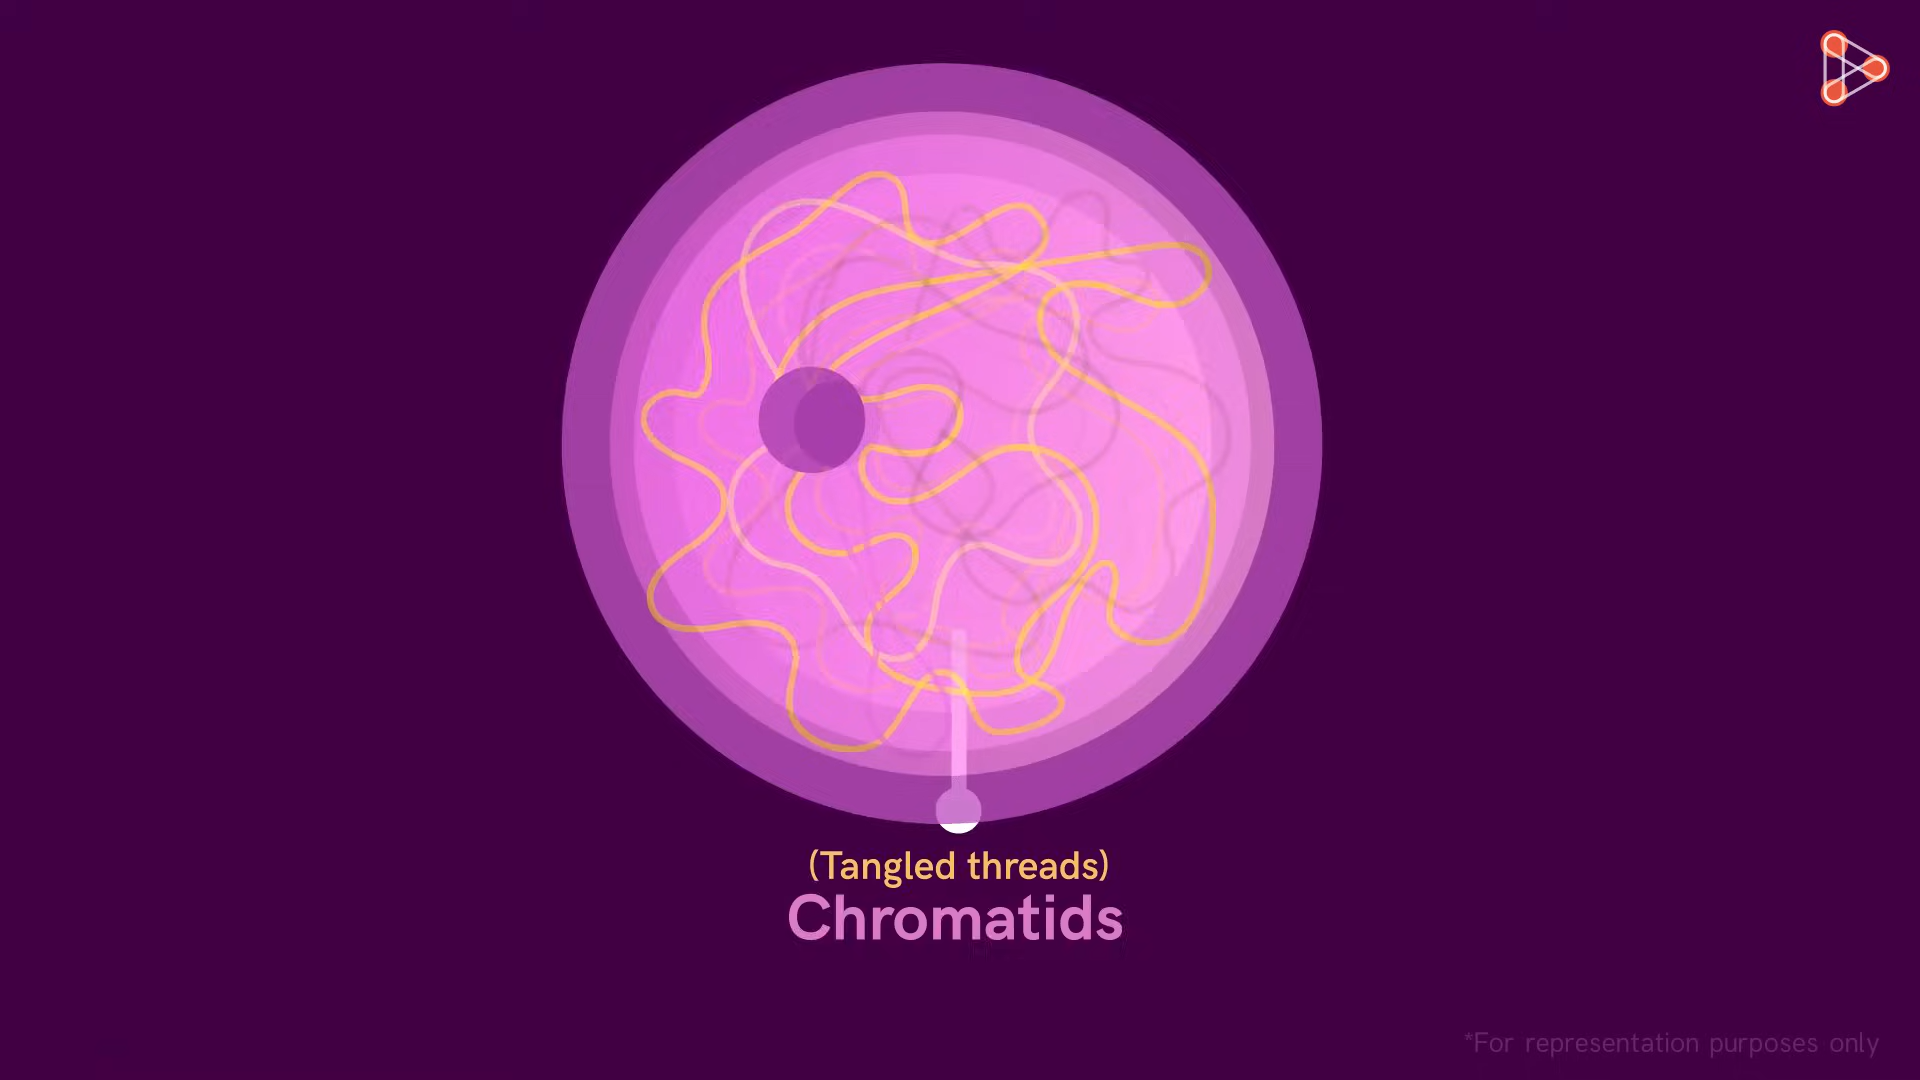 (Tangled threads)
Chromatids
*For representation purposes only